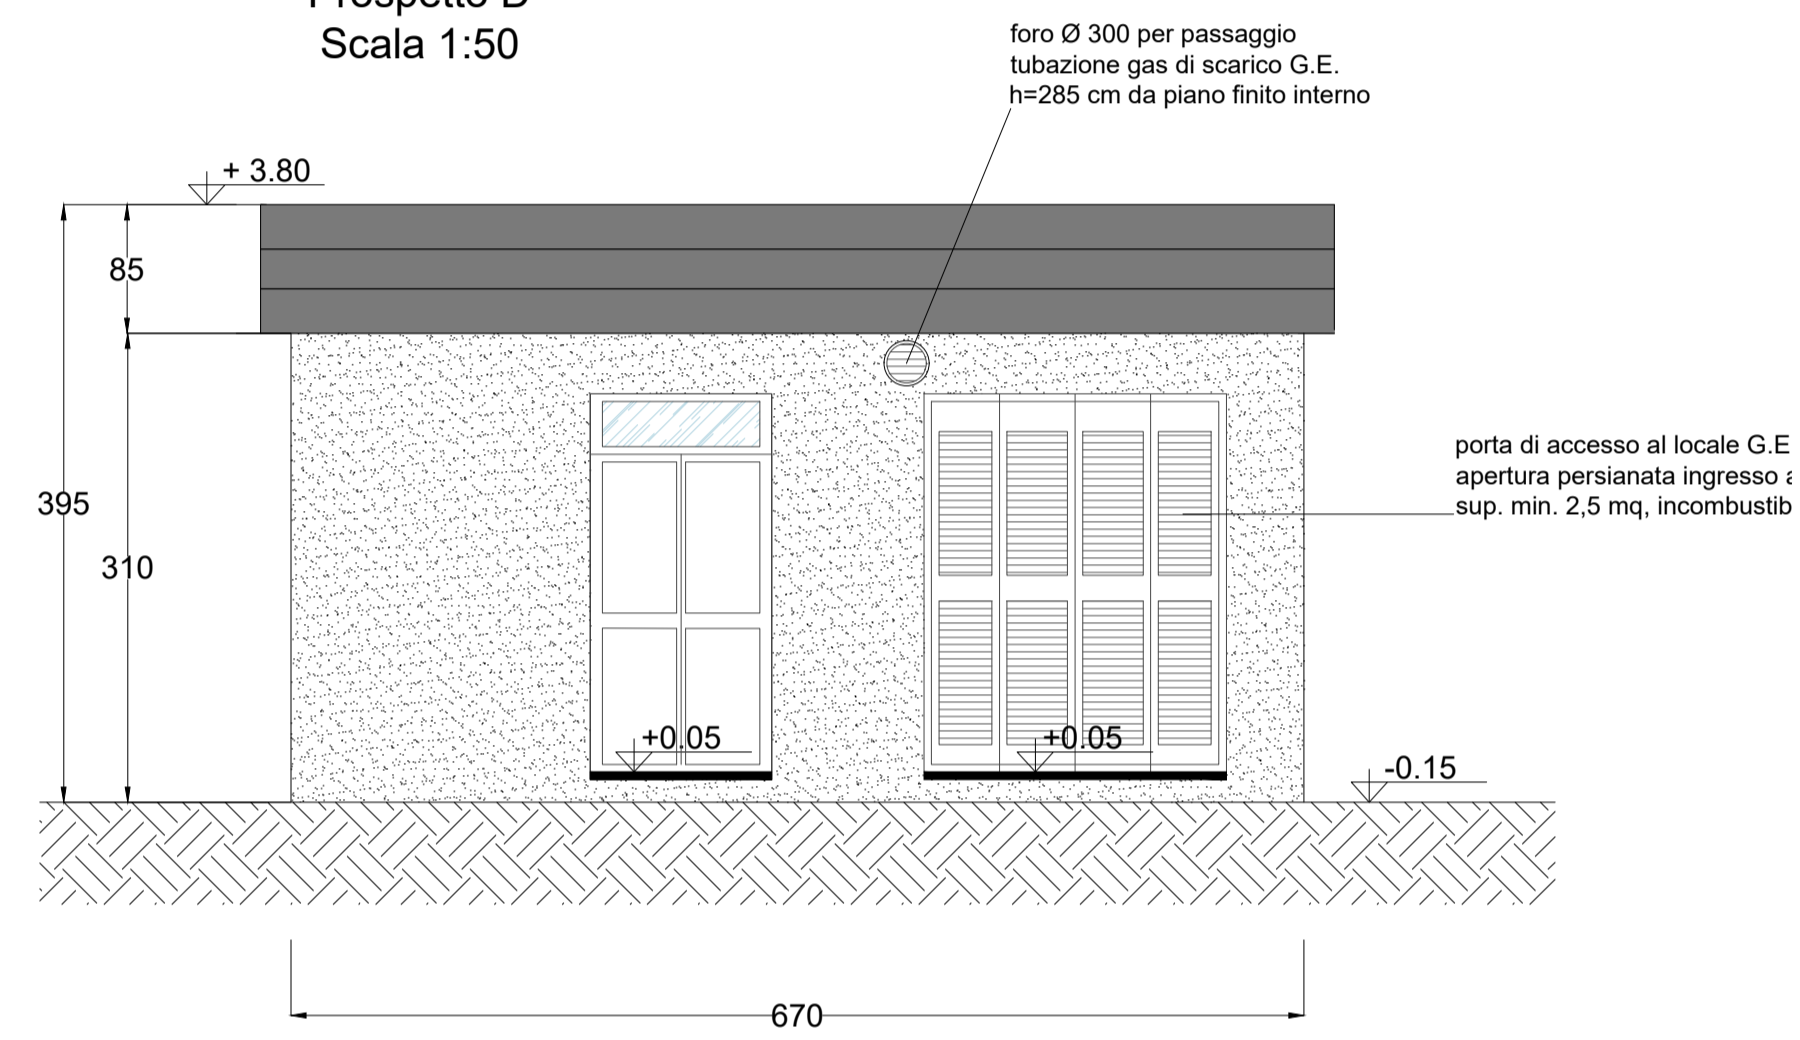 Scala 1:50
foro Ø 300 per passaggio
tubazione gas di scarico G.E.
h=285 cm da piano finito interno
+ 3.80
85
395
310
porta di accesso al locale G.E
apertura persianata ingresso
sup. min. 2,5 mq, incombustib
+0.05
+0.05
-0.15
670